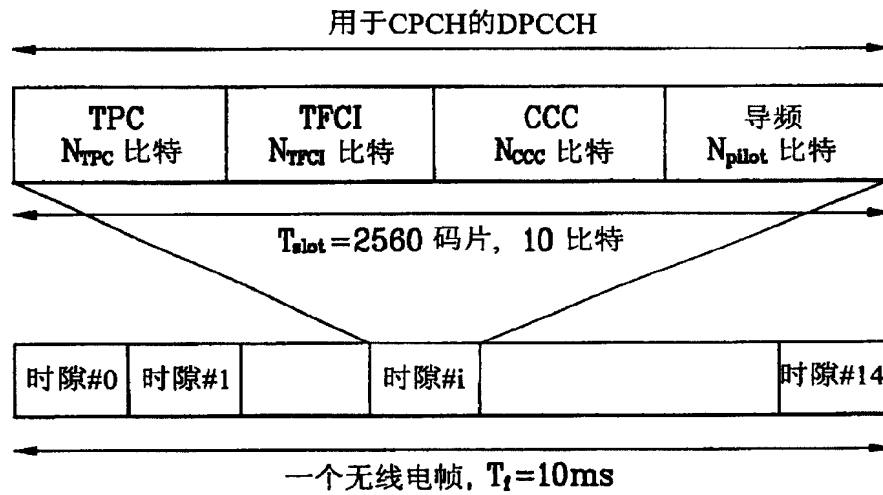 用于CPCH的DPCCH
TPC TFCI CCC 导频
N_TPC 比特 N_TFCI 比特 N_CCC 比特 N_pilot 比特
T_slot=2560 码片, 10 比特
时隙#0 时隙#1 时隙#i 时隙#14
一个无线电帧, T_f=10ms